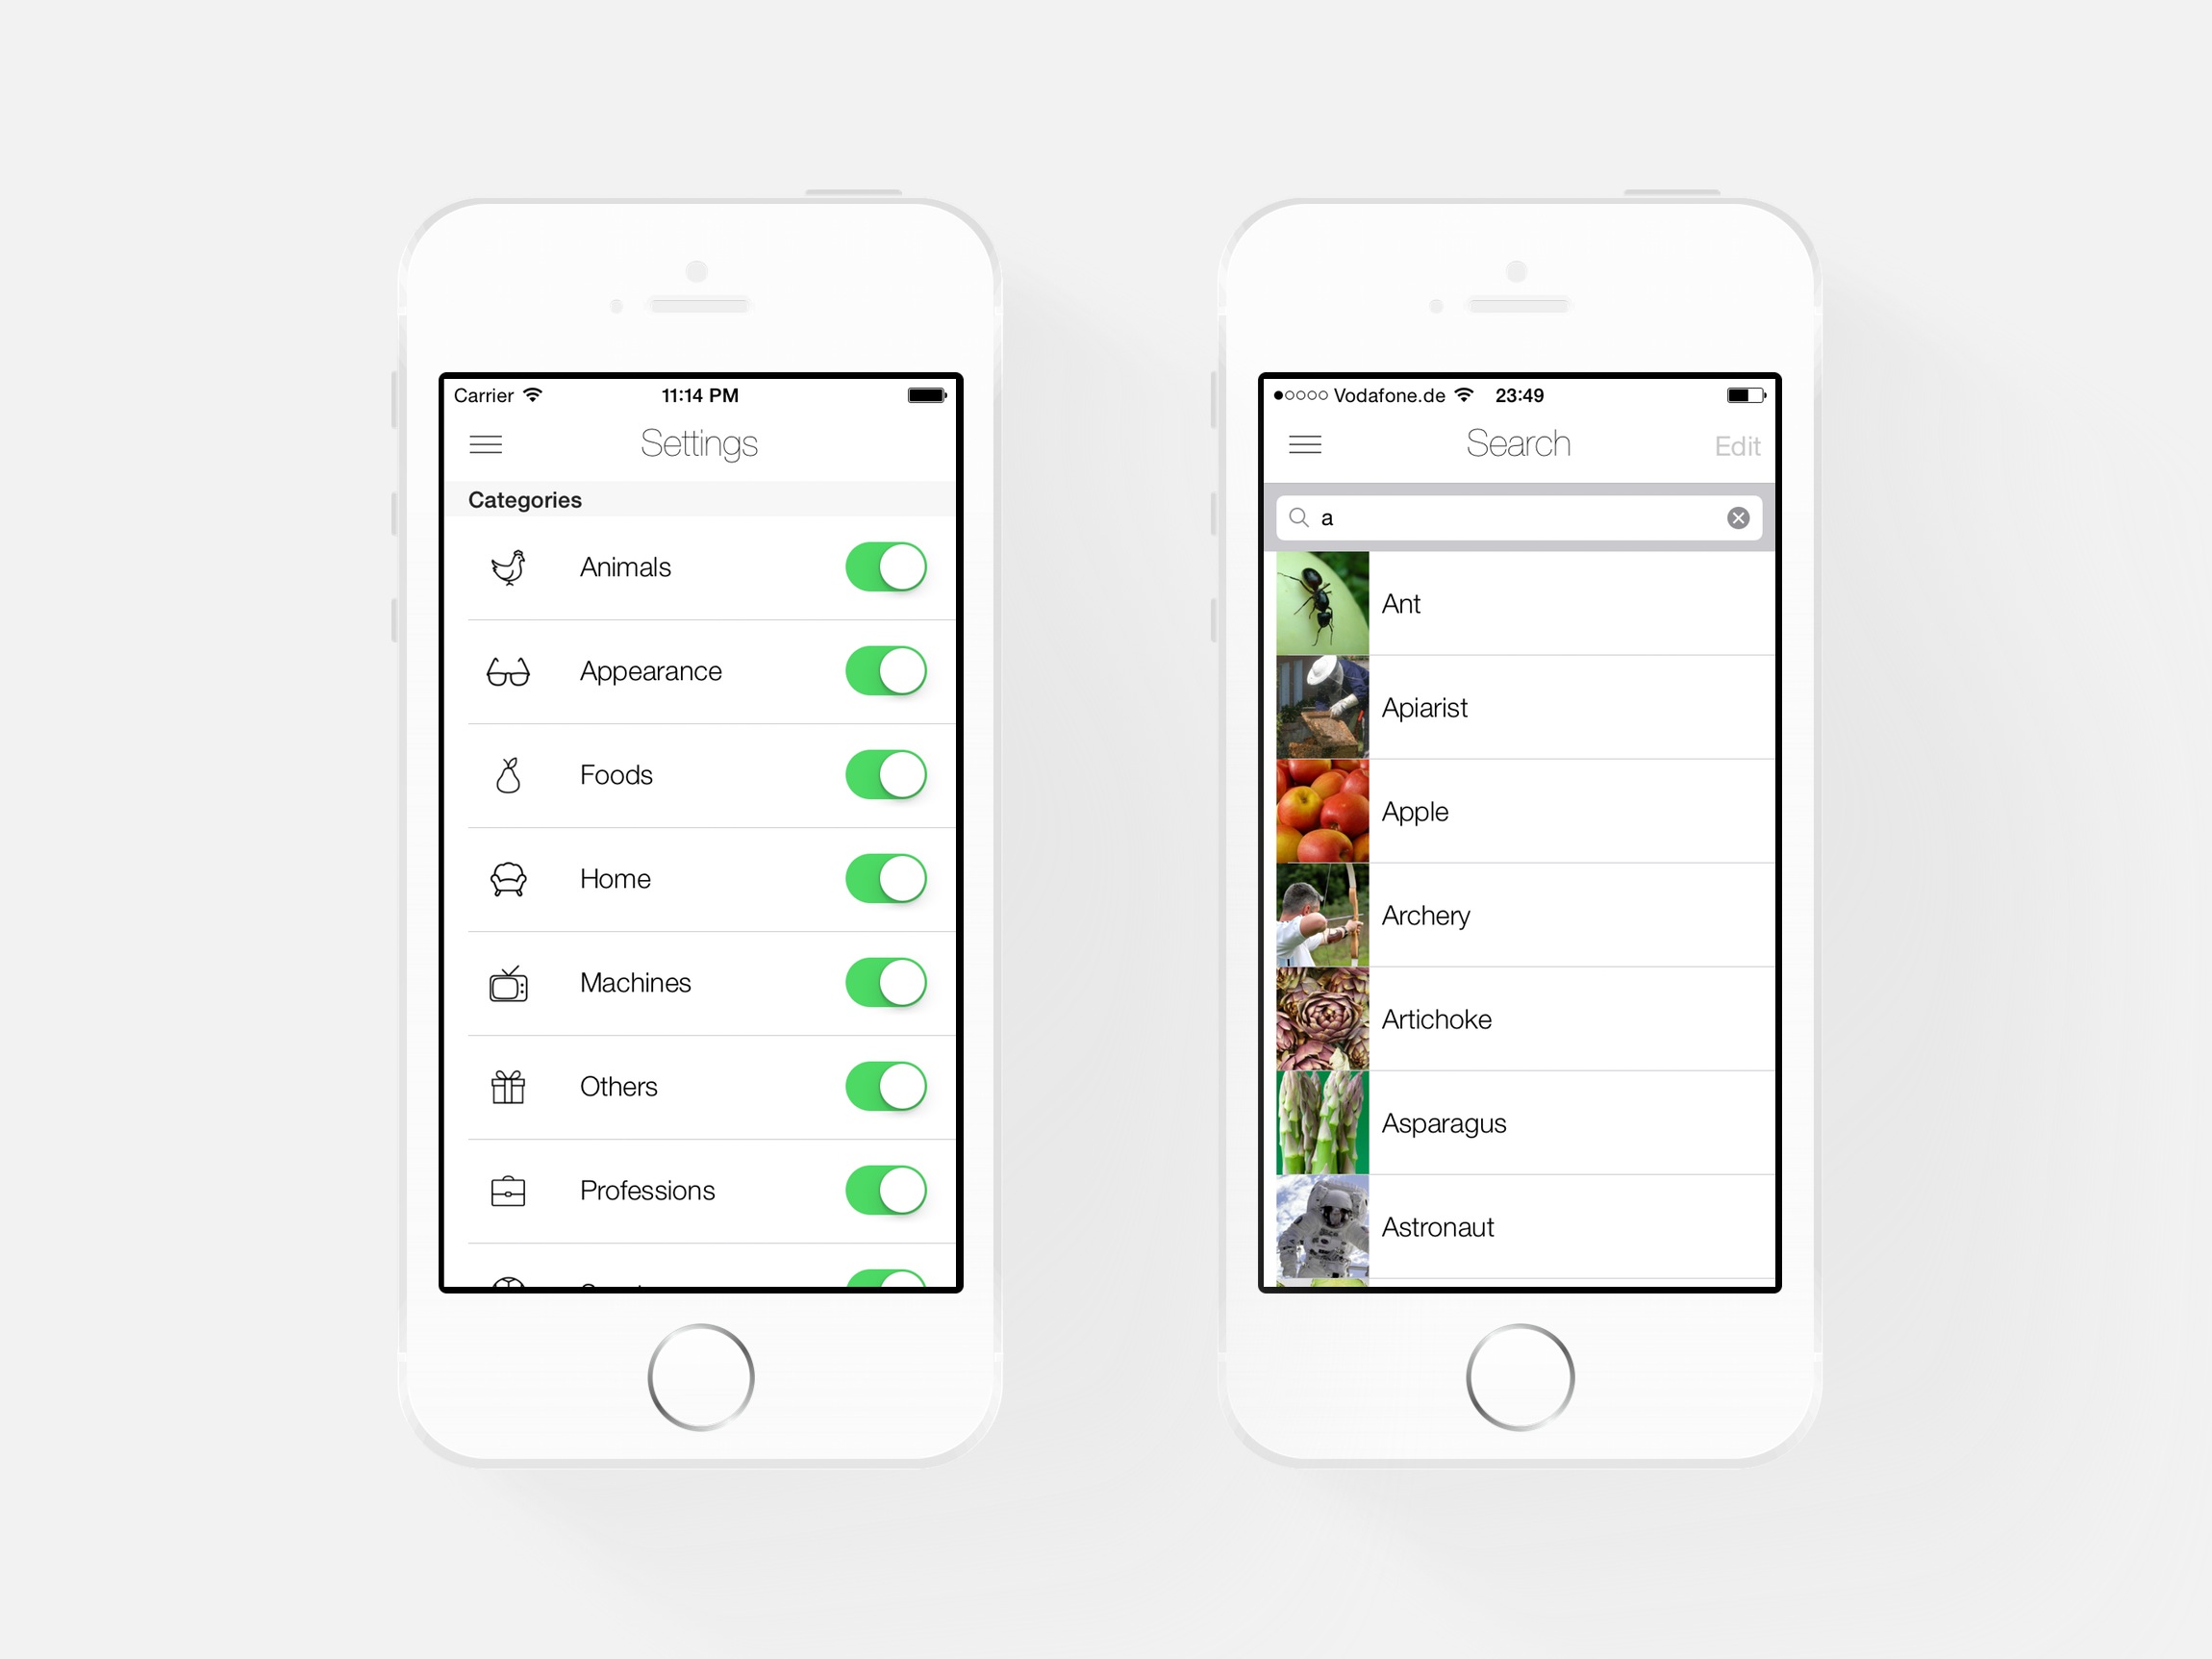 Carrier 11:14 PM
Settings
Categories
Animals
Appearance
Foods
Home
Machines
Others
Professions
Vodafone.de 23:49
Search Edit
a
Ant
Apiarist
Apple
Archery
Artichoke
Asparagus
Astronaut